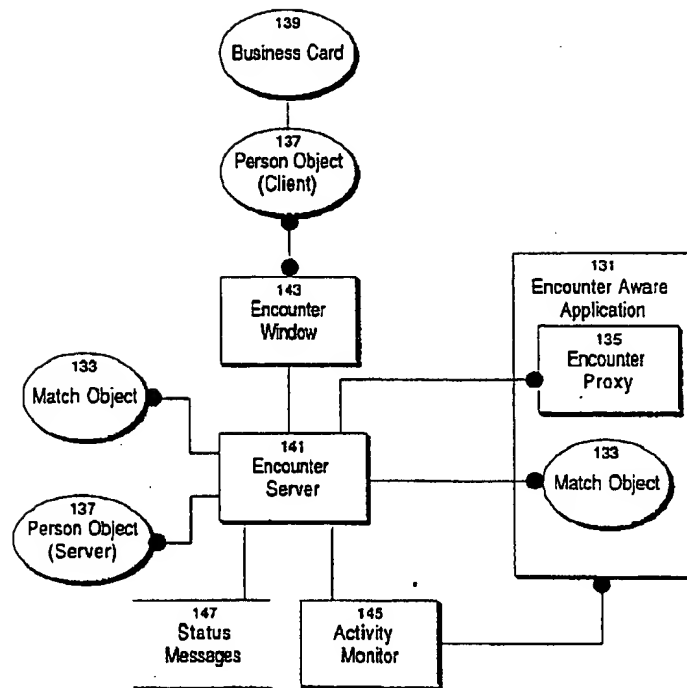 139
Business Card
137
Person Object
(Client)
143
Encounter
Window
131
Encounter Aware
Application
135
Encounter
Proxy
133
Match Object
133
Match Object
141
Encounter
Server
137
Person Object
(Server)
147
Status
Messages
145
Activity
Monitor